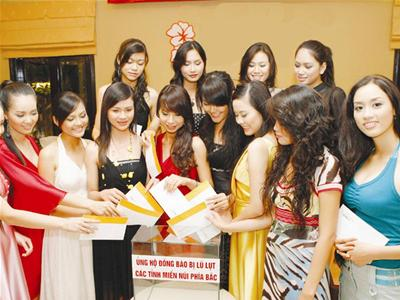 ỦNG HỘ ĐỒNG BÀO BỊ LŨ LỤT
CÁC TỈNH MIỀN NÚI PHÍA BẮC